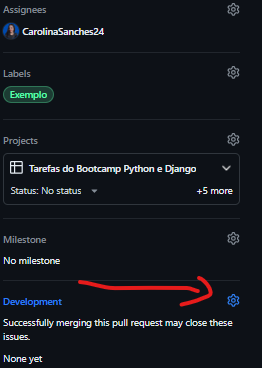 Assignees
CarolinaSanches24
Labels
Exemplo
Projects
Tarefas do Bootcamp Python e Django
Status: No status
+5 more
Milestone
No milestone
Development
Successfully merging this pull request may close these
issues.
None yet